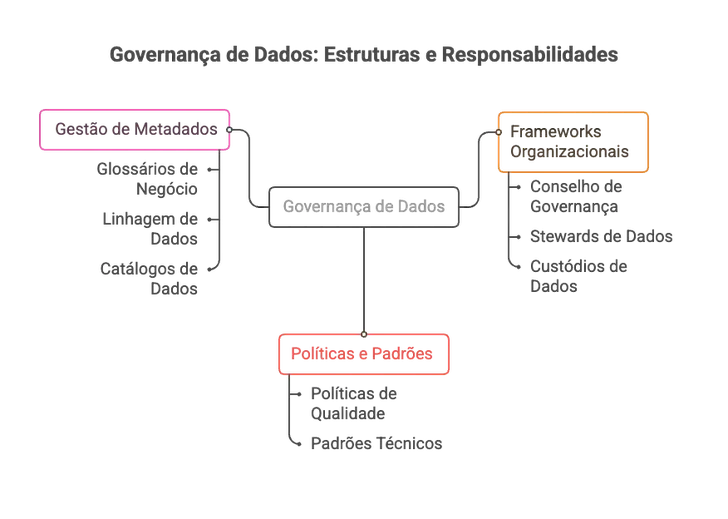 Governança de Dados: Estruturas e Responsabilidades
Gestão de Metadados
Glossários de
Negócio
Linhagem de
Dados
Catálogos de
Dados
Governança de Dados
Frameworks
Organizacionais
Conselho de
Governança
Stewards de Dados
Custódios de
Dados
Políticas e Padrões
Políticas de
Qualidade
Padrões Técnicos